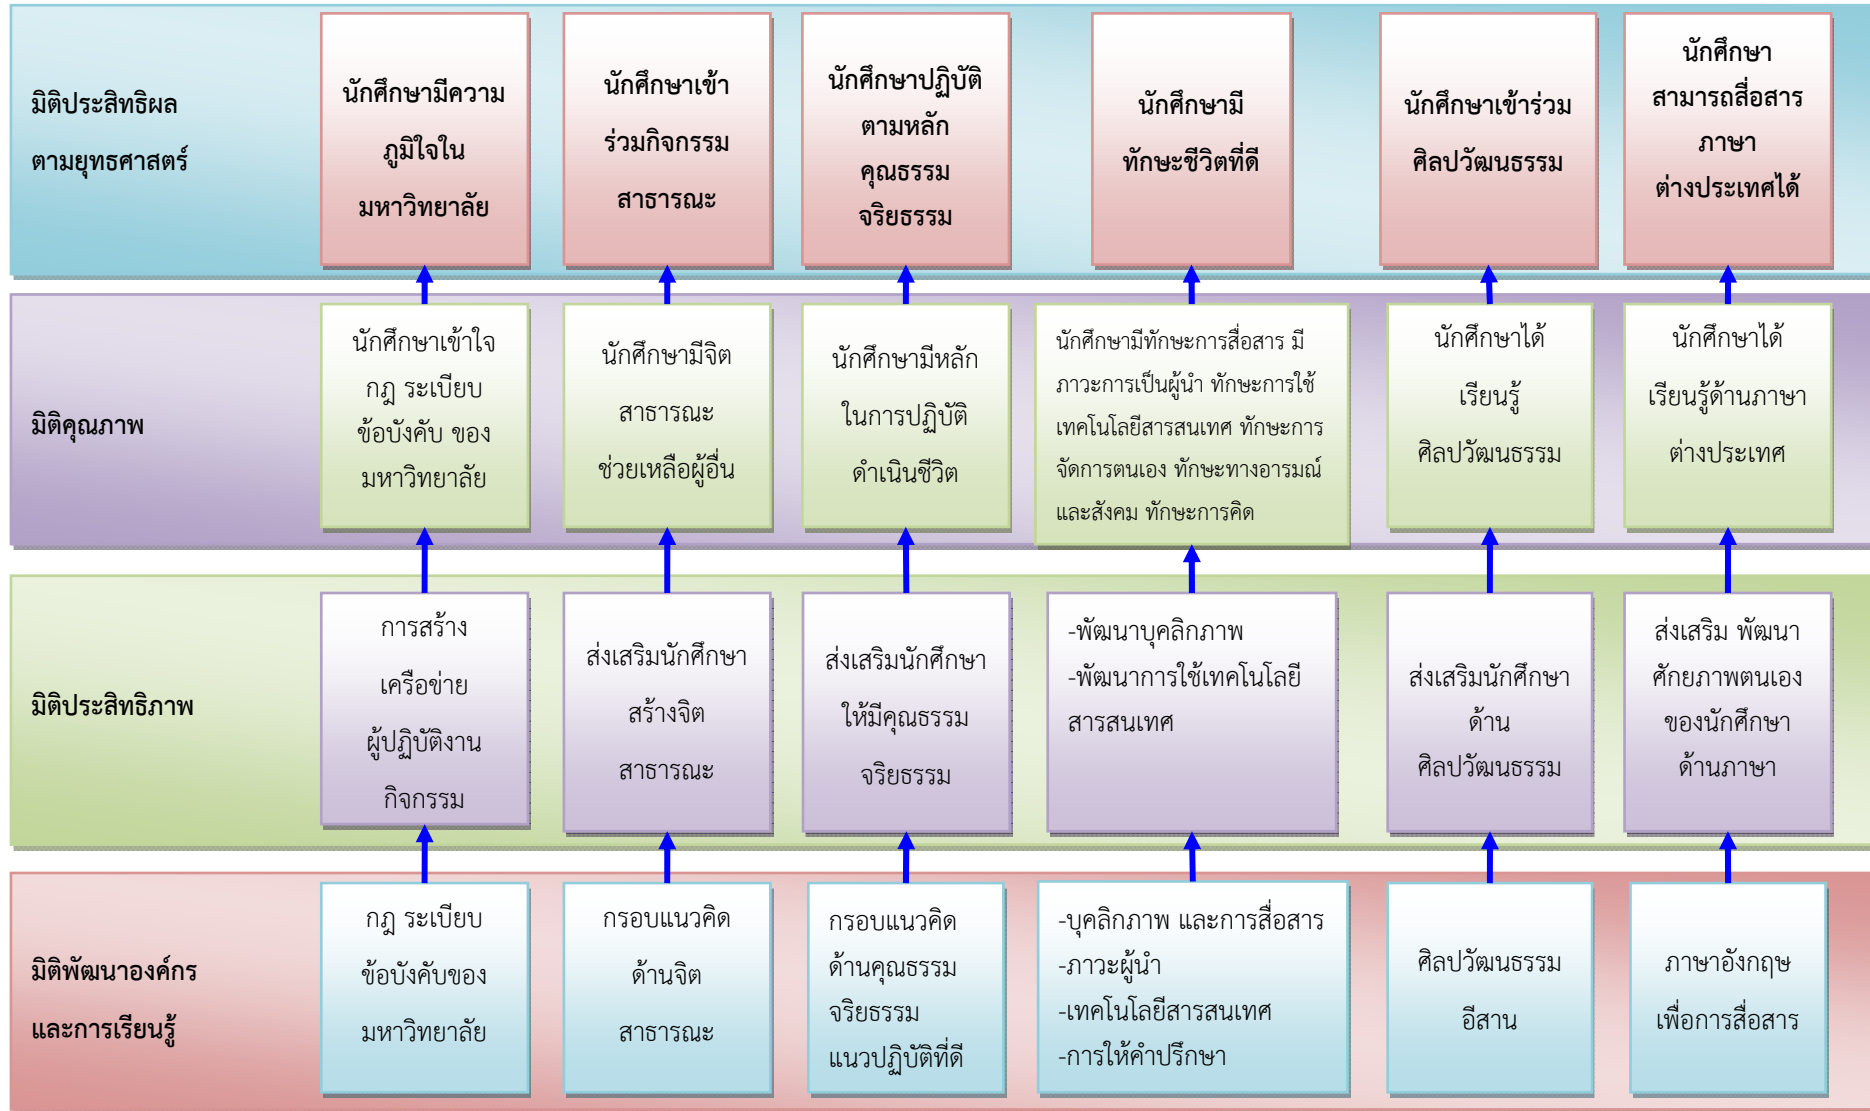 มิติประสิทธิผล
ตามยุทธศาสตร์
นักศึกษามีความ
ภูมิใจใน
มหาวิทยาลัย
นักศึกษาเข้า
ร่วมกิจกรรม
สาธารณะ
นักศึกษาปฏิบัติ
ตามหลัก
คุณธรรม
จริยธรรม
นักศึกษามี
ทักษะชีวิตที่ดี
นักศึกษาเข้าร่วม
ศิลปวัฒนธรรม
นักศึกษา
สามารถสื่อสาร
ภาษา
ต่างประเทศได้
มิติคุณภาพ
นักศึกษาเข้าใจ
กฎ ระเบียบ
ข้อบังคับ ของ
มหาวิทยาลัย
นักศึกษามีจิต
สาธารณะ
ช่วยเหลือผู้อื่น
นักศึกษามีหลัก
ในการปฏิบัติ
ดำเนินชีวิต
นักศึกษามีทักษะการสื่อสาร มี
ภาวะการเป็นผู้นำ ทักษะการใช้
เทคโนโลยีสารสนเทศ ทักษะการ
จัดการตนเอง ทักษะทางอารมณ์
และสังคม ทักษะการคิด
นักศึกษาได้
เรียนรู้
ศิลปวัฒนธรรม
นักศึกษาได้
เรียนรู้ด้านภาษา
ต่างประเทศ
มิติประสิทธิภาพ
การสร้าง
เครือข่าย
ผู้ปฏิบัติงาน
กิจกรรม
ส่งเสริมนักศึกษา
สร้างจิต
สาธารณะ
ส่งเสริมนักศึกษา
ให้มีคุณธรรม
จริยธรรม
-พัฒนาบุคลิกภาพ
-พัฒนาการใช้เทคโนโลยี
สารสนเทศ
ส่งเสริมนักศึกษา
ด้าน
ศิลปวัฒนธรรม
ส่งเสริม พัฒนา
ศักยภาพตนเอง
ของนักศึกษา
ด้านภาษา
มิติพัฒนาองค์กร
และการเรียนรู้
กฎ ระเบียบ
ข้อบังคับของ
มหาวิทยาลัย
กรอบแนวคิด
ด้านจิต
สาธารณะ
กรอบแนวคิด
ด้านคุณธรรม
จริยธรรม
แนวปฏิบัติที่ดี
-บุคลิกภาพ และการสื่อสาร
-ภาวะผู้นำ
-เทคโนโลยีสารสนเทศ
-การให้คำปรึกษา
ศิลปวัฒนธรรม
อีสาน
ภาษาอังกฤษ
เพื่อการสื่อสาร